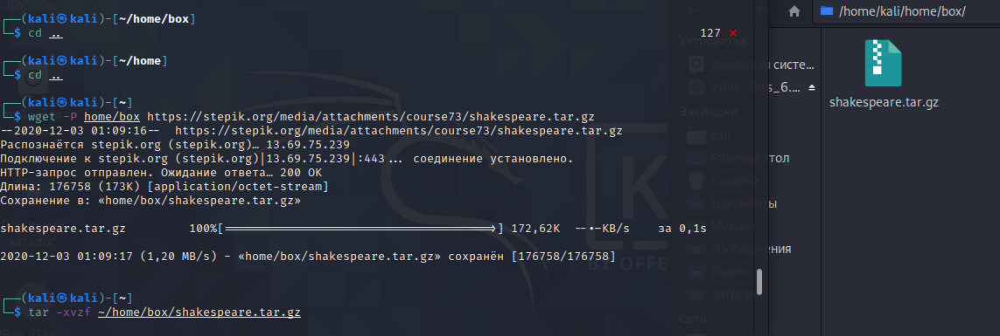 ┌──(kali㉿kali)-[~/home/box]
└─$ cd ..
127 ⨯
┌──(kali㉿kali)-[~/home]
└─$ cd ..
┌──(kali㉿kali)-[~]
└─$ wget -P home/box https://stepik.org/media/attachments/course73/shakespeare.tar.gz
--2020-12-03 01:09:16--  https://stepik.org/media/attachments/course73/shakespeare.tar.gz
Распознаётся stepik.org (stepik.org)… 13.69.75.239
Подключение к stepik.org (stepik.org)|13.69.75.239|:443... соединение установлено.
HTTP-запрос отправлен. Ожидание ответа… 200 OK
Длина: 176758 (173K) [application/octet-stream]
Сохранение в: «home/box/shakespeare.tar.gz»
shakespeare.tar.gz 100%[===================================================>] 172,62K --.-KB/s за 0,1s
2020-12-03 01:09:17 (1,20 MB/s) - «home/box/shakespeare.tar.gz» сохранён [176758/176758]
┌──(kali㉿kali)-[~]
└─$ tar -xvzf ~/home/box/shakespeare.tar.gz
/home/kali/home/box/
Устройства
Файловая систе...
VBox_GAs_6....
Закладки
kali
Рабочий стол
Корзина
Документы
Музыка
Изображения
Видео
Загрузк
Сеть
shakespeare.tar.gz